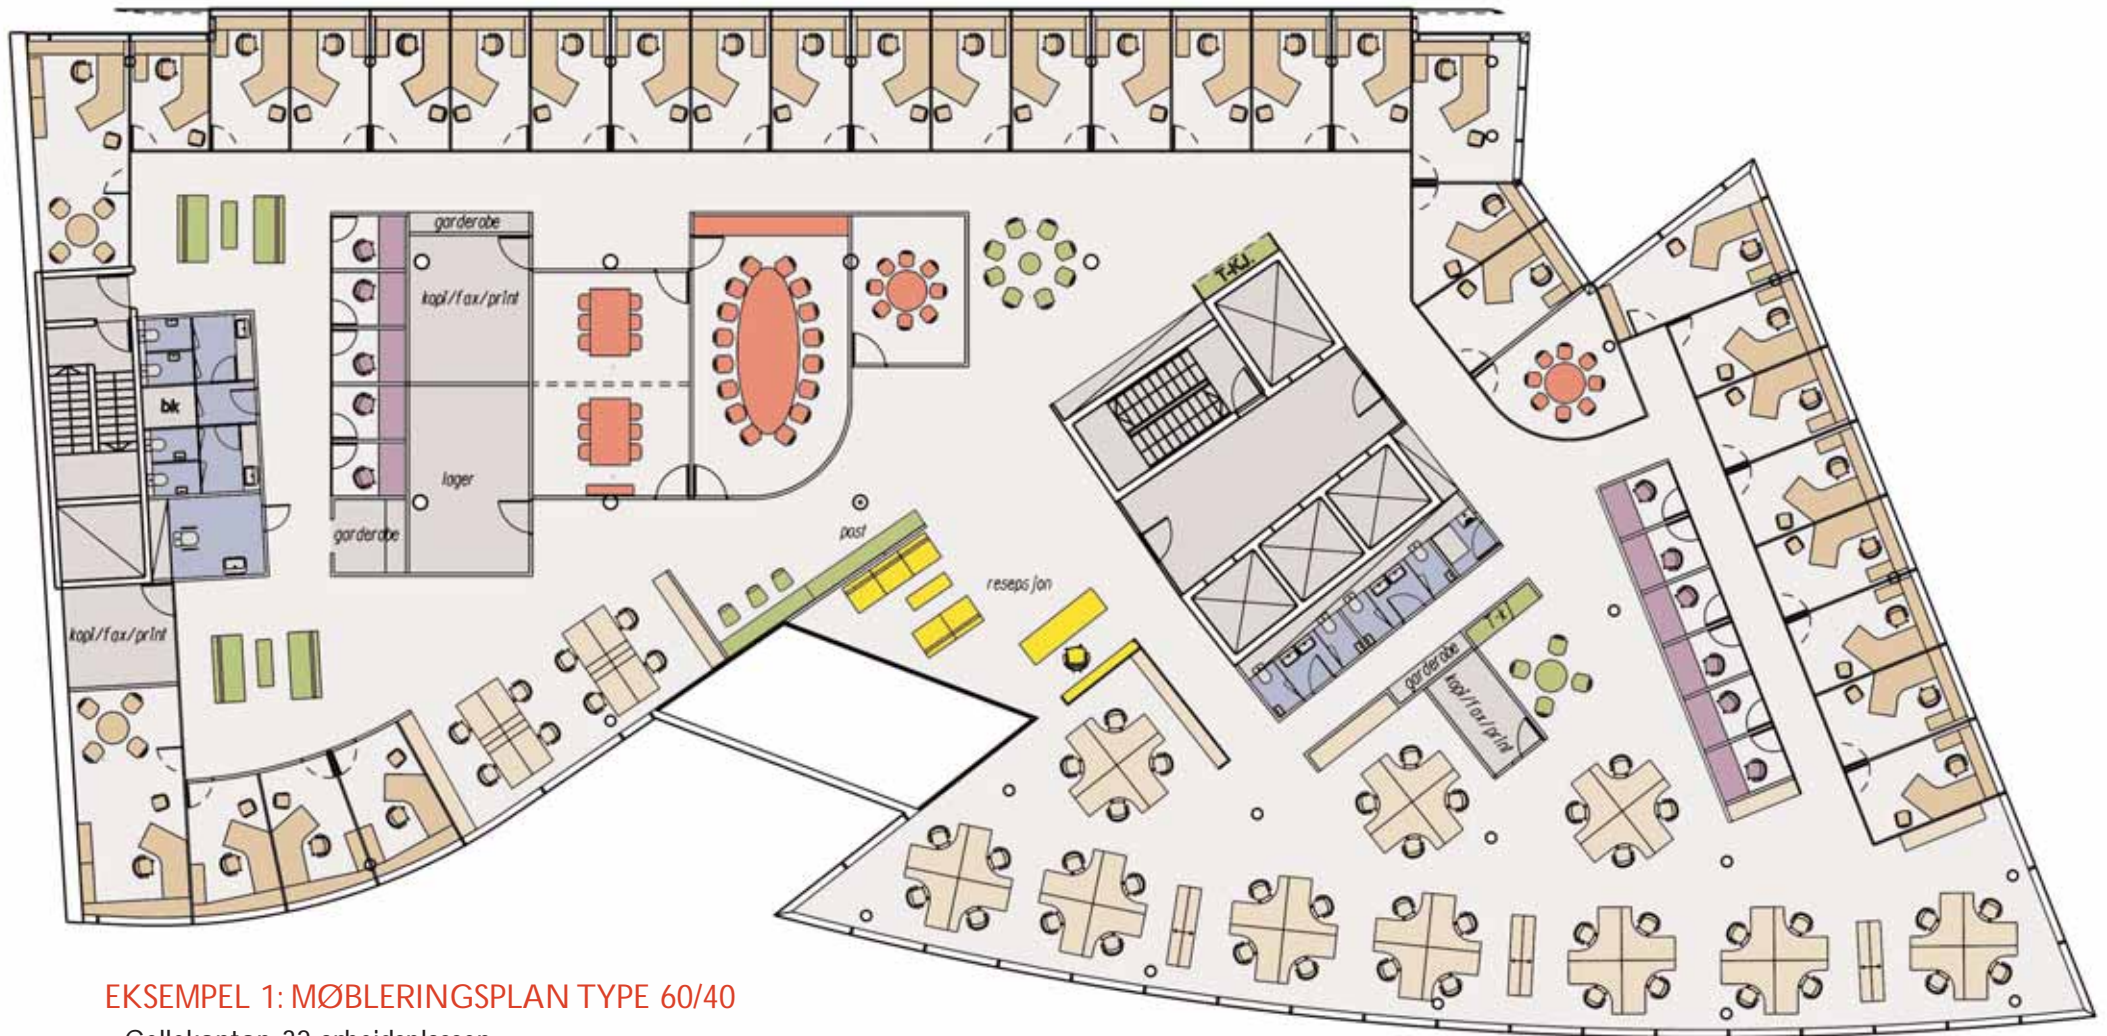 garderobe
T-KJ.
kopi/fax/print
bk
lager
garderobe
post
resepsjon
T-k
kopi/fax/print
garderobe
kopi/fax/print
EKSEMPEL 1: MØBLERINGSPLAN TYPE 60/40